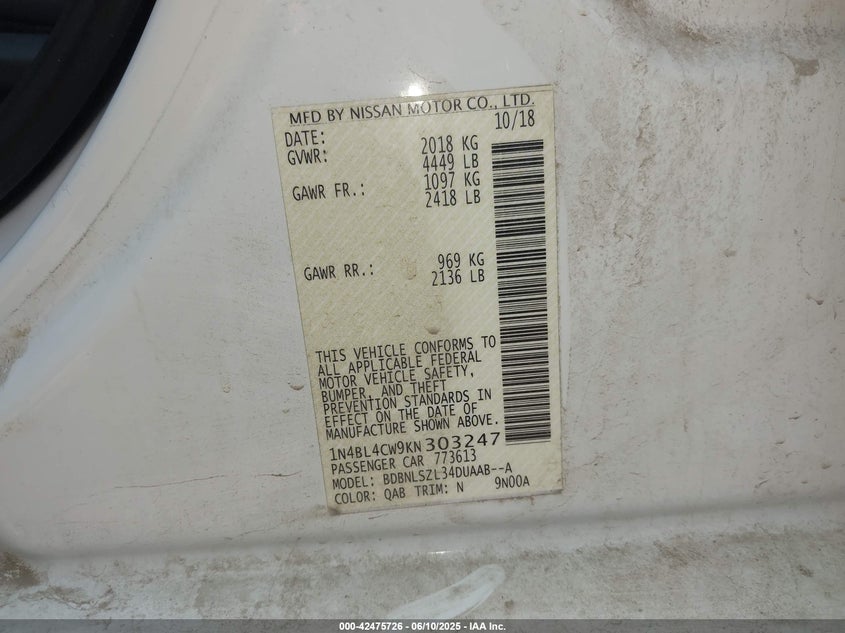 MFD BY NISSAN MOTOR CO., LTD.
DATE: 10/18
GVWR: 2018 KG
4449 LB
GAWR FR.: 1097 KG
2418 LB
GAWR RR.: 969 KG
2136 LB
THIS VEHICLE CONFORMS TO
ALL APPLICABLE FEDERAL
MOTOR VEHICLE SAFETY,
BUMPER, AND THEFT
PREVENTION STANDARDS IN
EFFECT ON THE DATE OF
MANUFACTURE SHOWN ABOVE.
1N4BL4CW9KN303247
PASSENGER CAR 773613
MODEL: BDBNLSZL34DUAAB--A
COLOR: QAB TRIM: N 9N00A
000-42475726 - 06/10/2025 - IAA Inc.